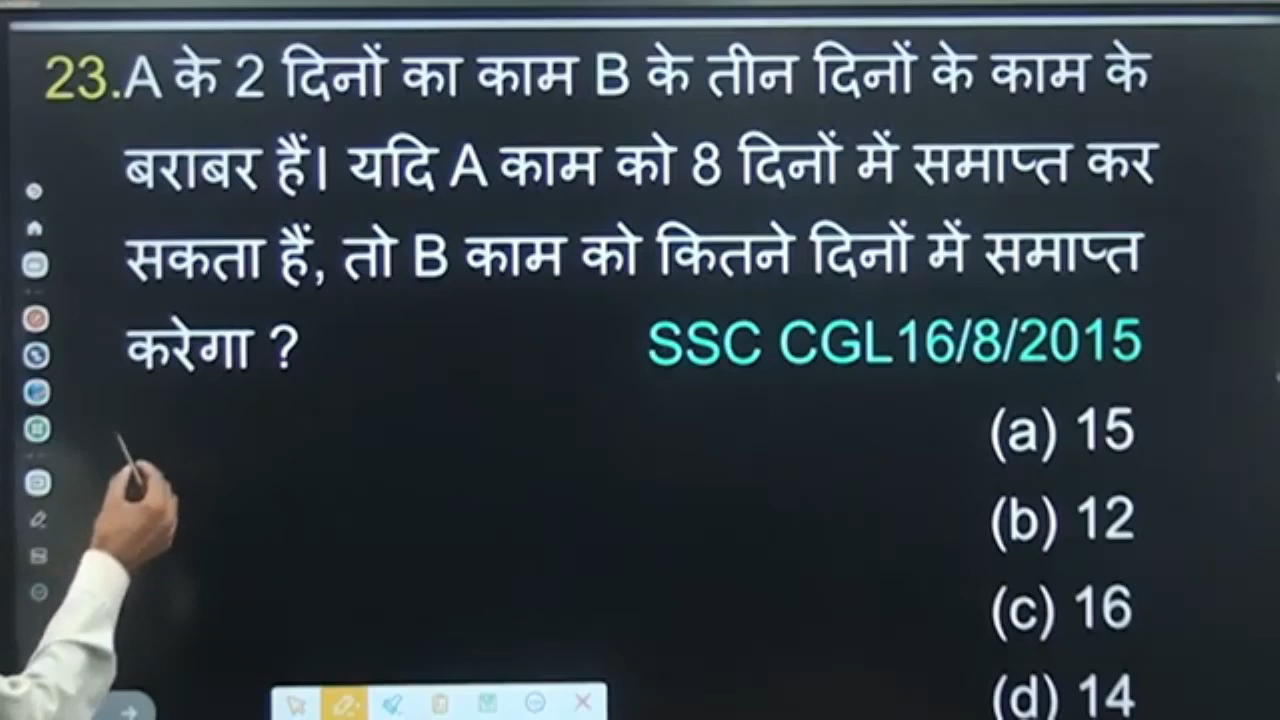 23.A के 2 दिनों का काम B के तीन दिनों के काम के
बराबर हैं। यदि A काम को 8 दिनों में समाप्त कर
सकता हैं, तो B काम को कितने दिनों में समाप्त
करेगा ?
SSC CGL16/8/2015
(a) 15
(b) 12
(c) 16
(d) 14